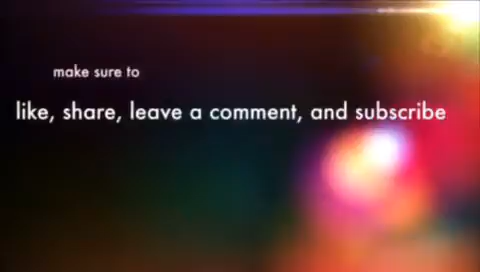 make sure to
like, share, leave a comment, and subscribe